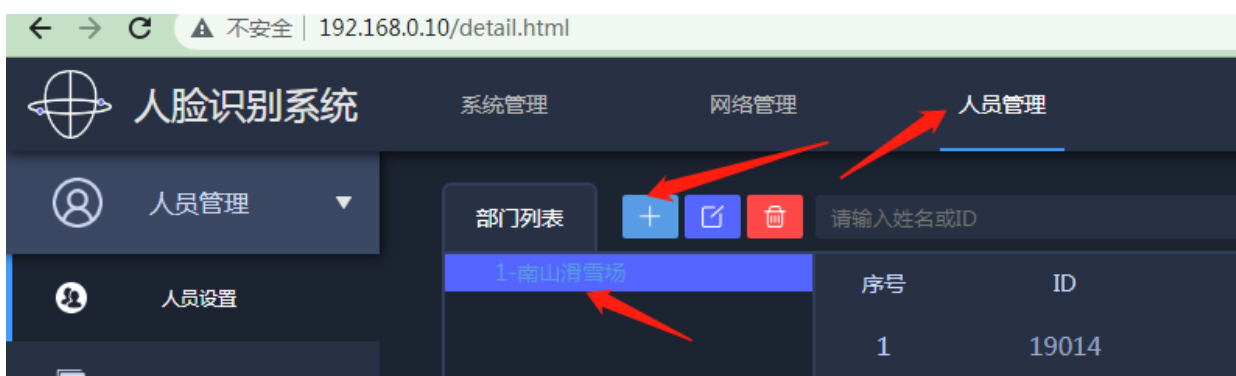 不安全 | 192.168.0.10/detail.html
人脸识别系统 系统管理 网络管理 人员管理
人员管理 部门列表 请输入姓名或ID
1-南山滑雪场
人员设置 序号 ID
1 19014